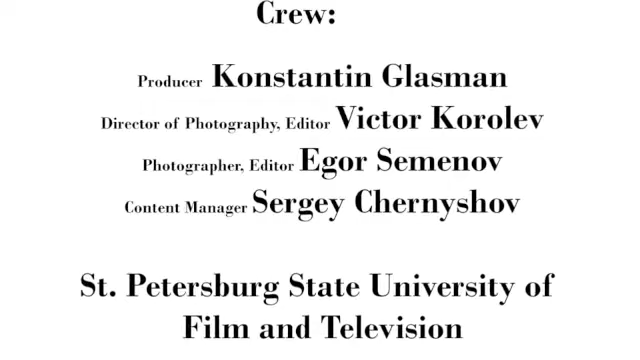 Crew:
Producer Konstantin Glasman
Director of Photography, Editor Victor Korolev
Photographer, Editor Egor Semenov
Content Manager Sergey Chernyshov
St. Petersburg State University of
Film and Television